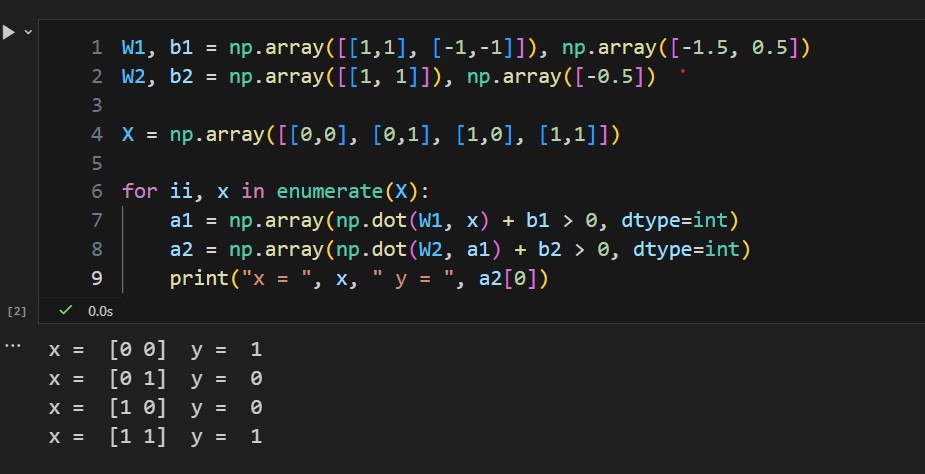 1 W1, b1 = np.array([[1,1], [-1,-1]]), np.array([-1.5, 0.5])
2 W2, b2 = np.array([[1, 1]]), np.array([-0.5])
3
4 X = np.array([[0,0], [0,1], [1,0], [1,1]])
5
6 for ii, x in enumerate(X):
7     a1 = np.array(np.dot(W1, x) + b1 > 0, dtype=int)
8     a2 = np.array(np.dot(W2, a1) + b2 > 0, dtype=int)
9     print("x = ", x, " y = ", a2[0])
[2] ✓ 0.0s
... x =  [0 0]  y =  1
x =  [0 1]  y =  0
x =  [1 0]  y =  0
x =  [1 1]  y =  1